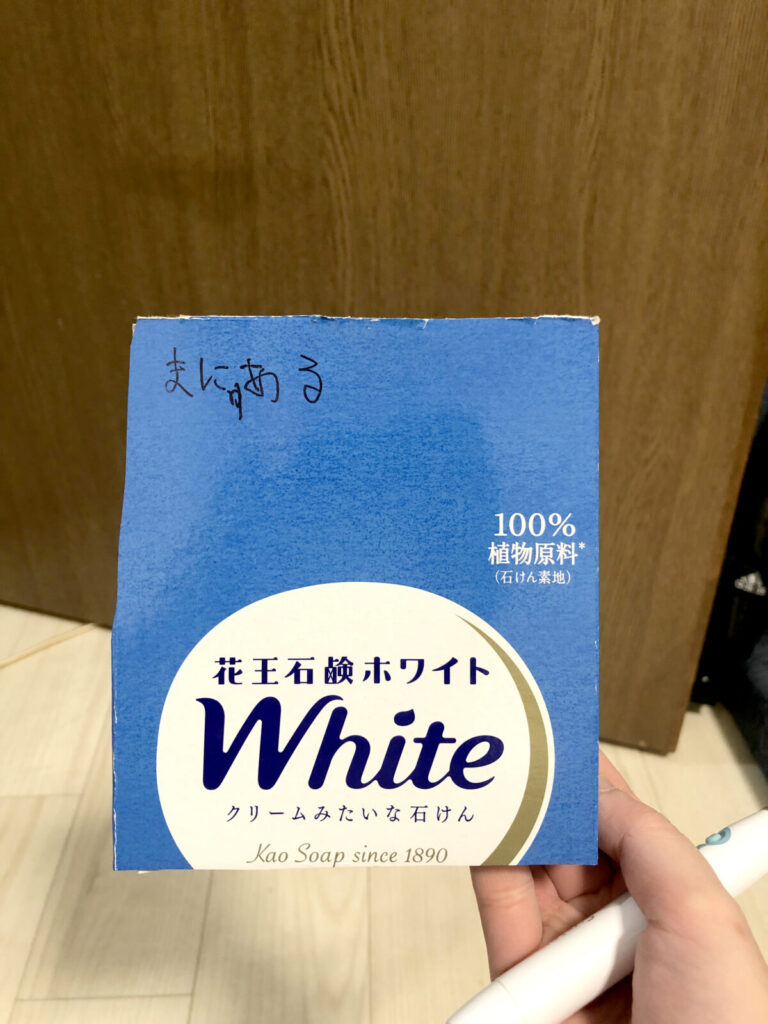 まにゅある
100%
植物原料*
(石けん素地)
花王石鹸ホワイト
White
クリームみたいな石けん
Kao Soap since 1890